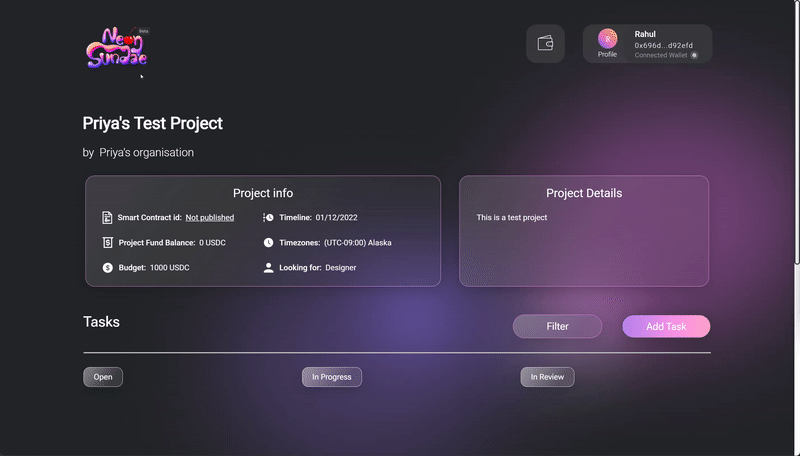 Neon
Sundae
Beta
R
Profile
Rahul
0x696d...d92efd
Connected Wallet
Priya's Test Project
by Priya's organisation
Project info
Smart Contract id: Not published
Timeline: 01/12/2022
Project Fund Balance: 0 USDC
Timezones: (UTC-09:00) Alaska
Budget: 1000 USDC
Looking for: Designer
Project Details
This is a test project
Tasks
Filter
Add Task
Open
In Progress
In Review